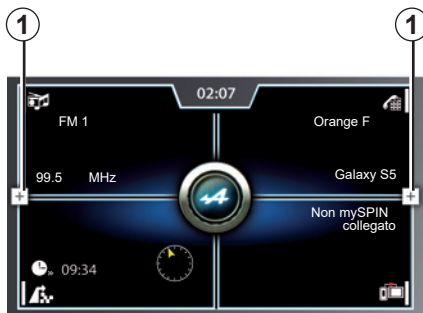 1 1
02:07
FM 1 Orange F
99.5 MHz Galaxy S5
+ +
Non mySPIN
collegato
09:34